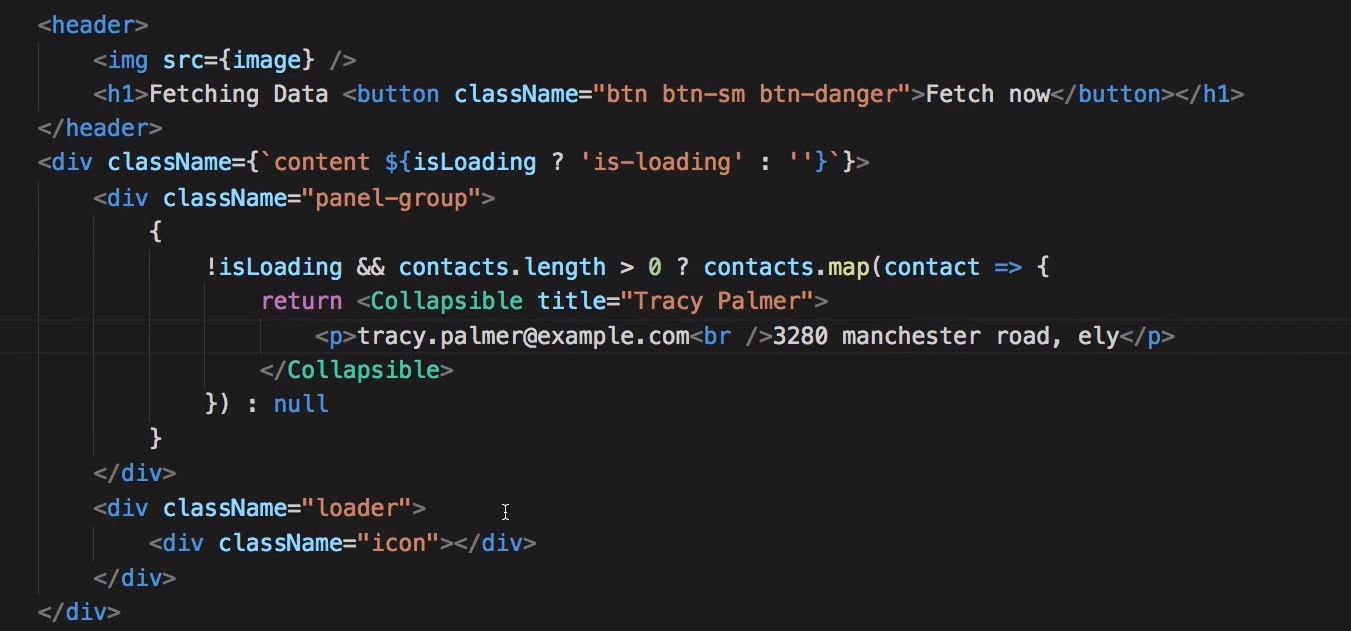 <header>
<img src={image} />
<h1>Fetching Data <button className="btn btn-sm btn-danger">Fetch now</button></h1>
</header>
<div className={`content ${isLoading ? 'is-loading' : ''}`}>
<div className="panel-group">
{
!isLoading && contacts.length > 0 ? contacts.map(contact => {
return <Collapsible title="Tracy Palmer">
<p>tracy.palmer@example.com<br />3280 manchester road, ely</p>
</Collapsible>
}) : null
}
</div>
<div className="loader">
<div className="icon"></div>
</div>
</div>